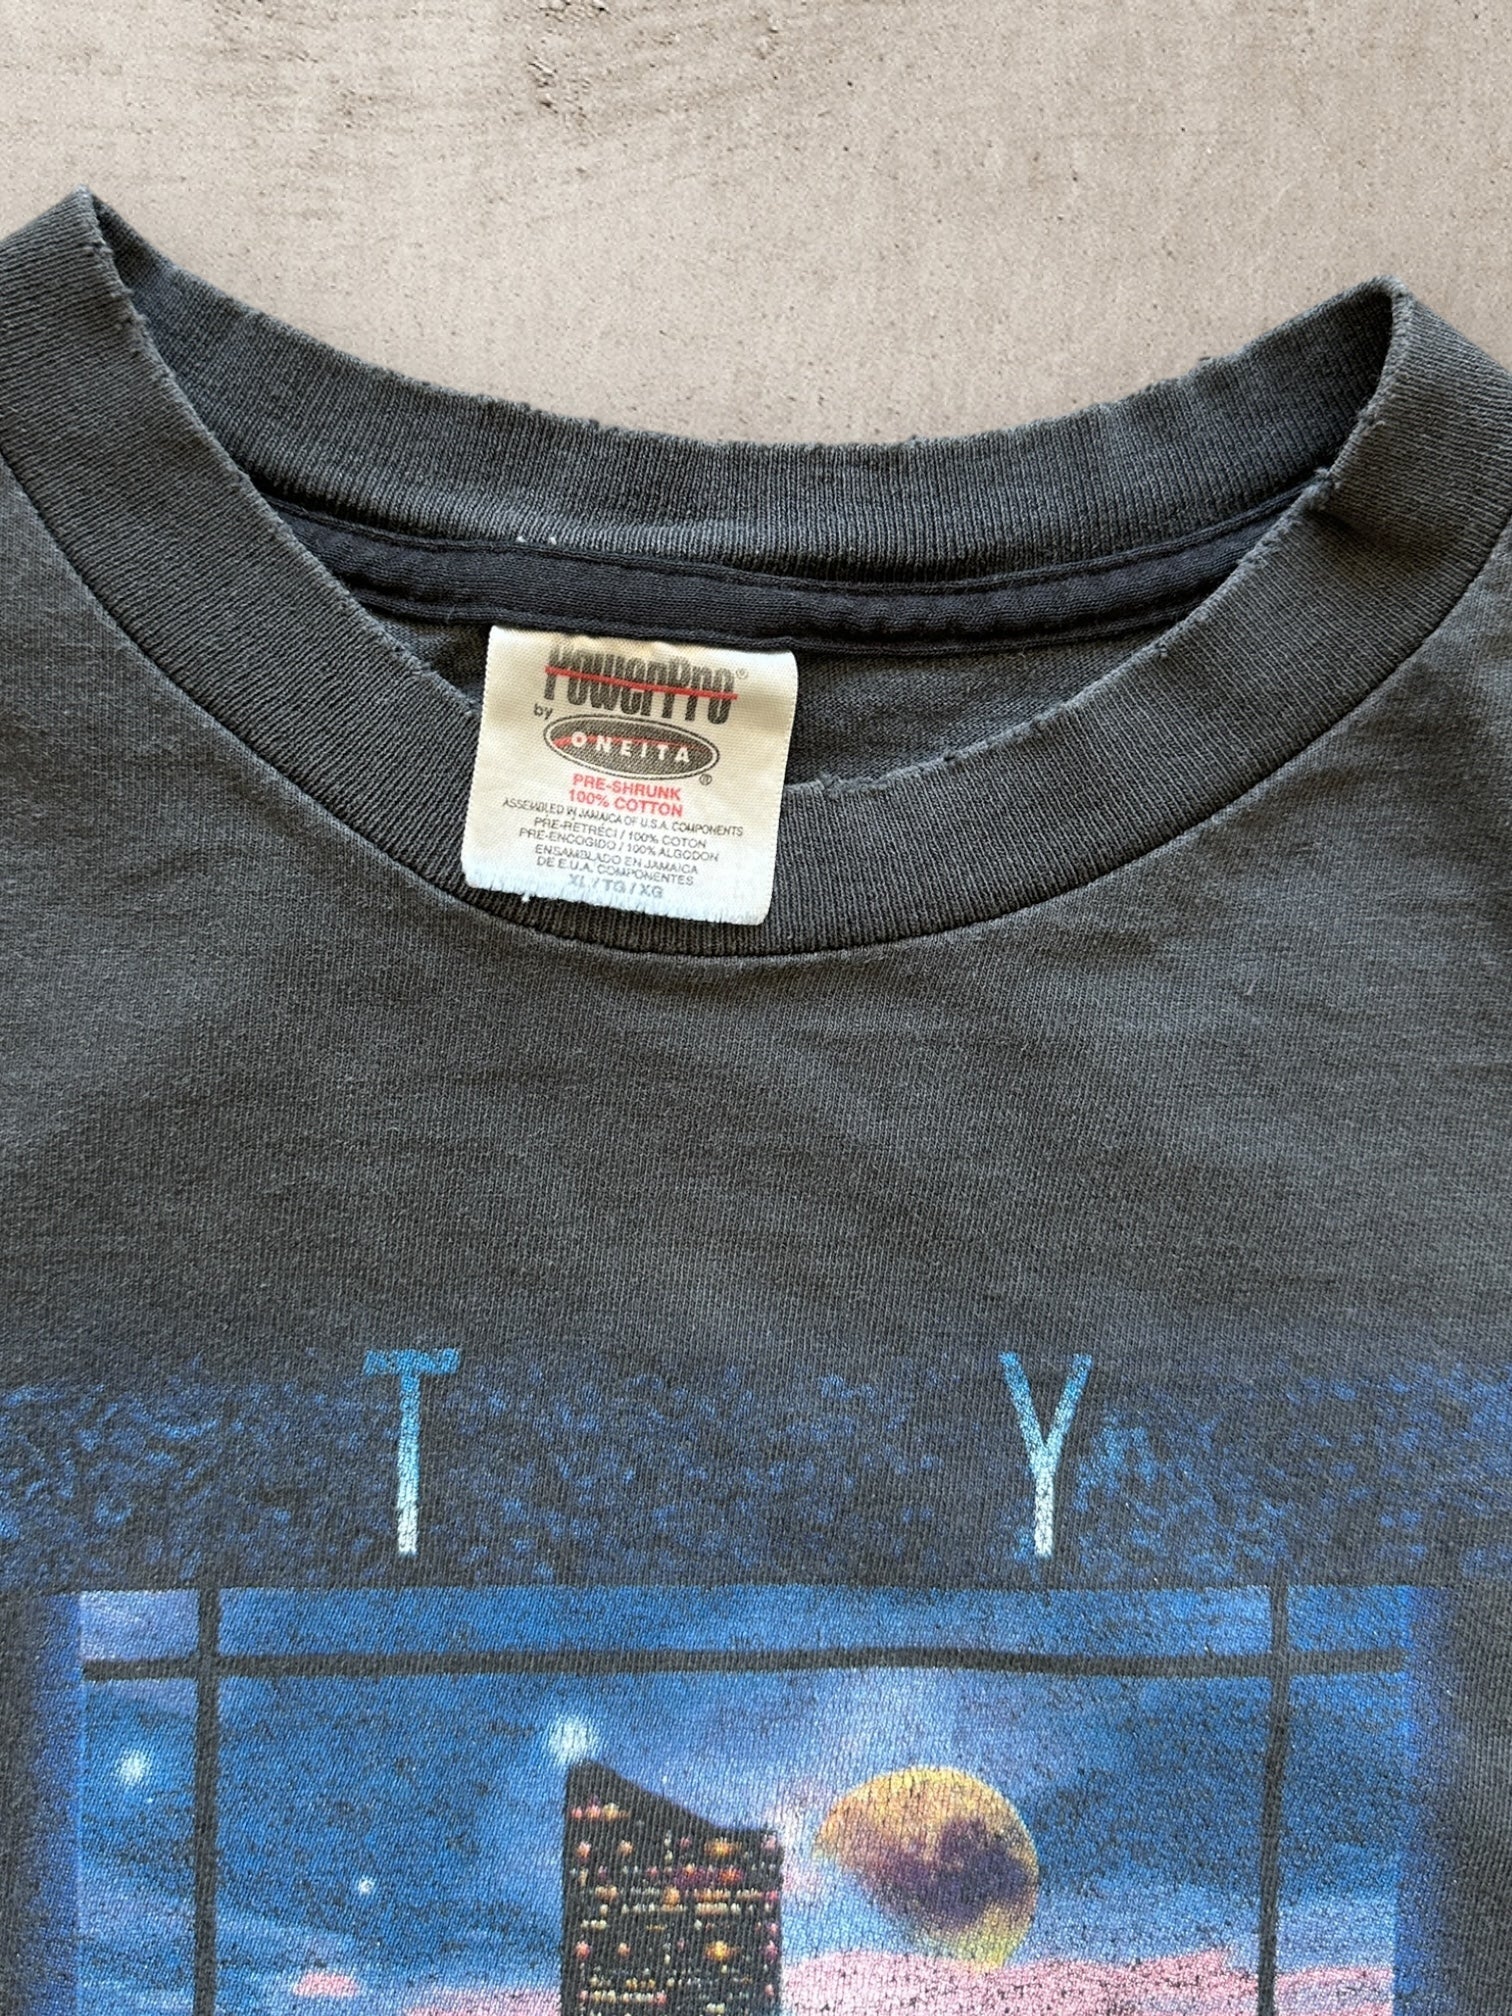 PowerPro®
by ONEITA®
PRE-SHRUNK
100% COTTON
ASSEMBLED IN JAMAICA OF U.S.A. COMPONENTS
PRE-RETRECI / 100% COTON
PRE-ENCOGIDO / 100% ALGODON
ENSAMBLADO EN JAMAICA
DE E.U.A. COMPONENTES
XL / TG / XG
T Y